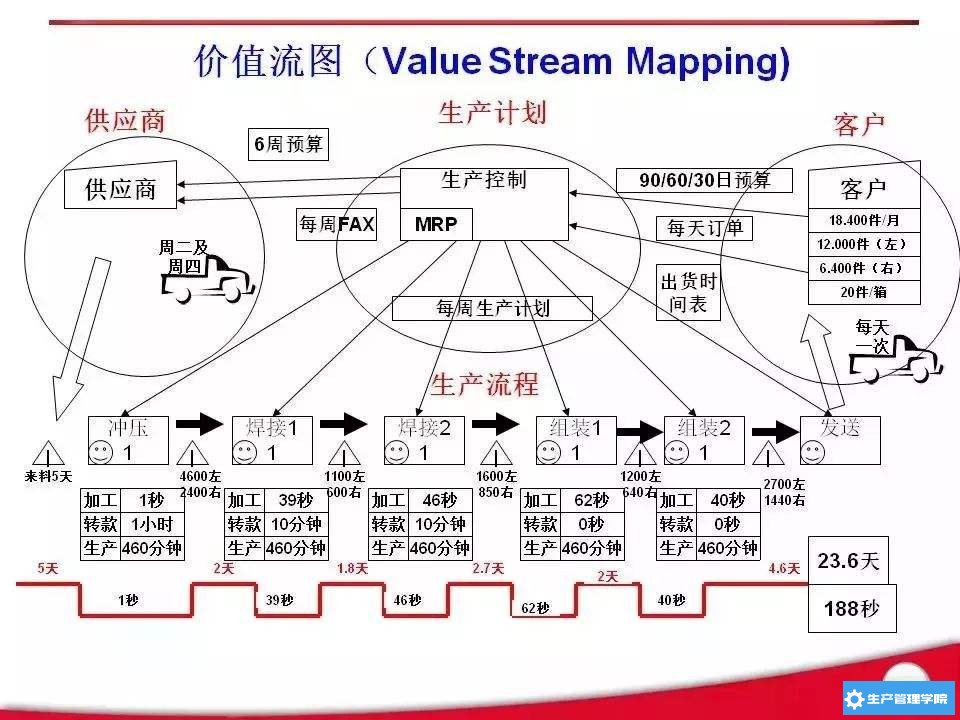 价值流图（Value Stream Mapping)
供应商
生产计划
客户
6周预算
供应商
生产控制
MRP
90/60/30日预算
客户
18.400件/月
12.000件（左）
6.400件（右）
20件/箱
每周FAX
每天订单
周二及
周四
出货时
间表
每周生产计划
每天
一次
生产流程
冲压
1
焊接1
1
焊接2
1
组装1
1
组装2
1
发送
来料5天
4600左
2400右
1100左
600右
1600左
850右
1200左
640右
2700左
1440右
加工 1秒
转款 1小时
生产 460分钟
加工 39秒
转款 10分钟
生产 460分钟
加工 46秒
转款 10分钟
生产 460分钟
加工 62秒
转款 0秒
生产 460分钟
加工 40秒
转款 0秒
生产 460分钟
5天
2天
1.8天
2.7天
2天
4.6天
23.6天
1秒
39秒
46秒
62秒
40秒
188秒
生产管理学院